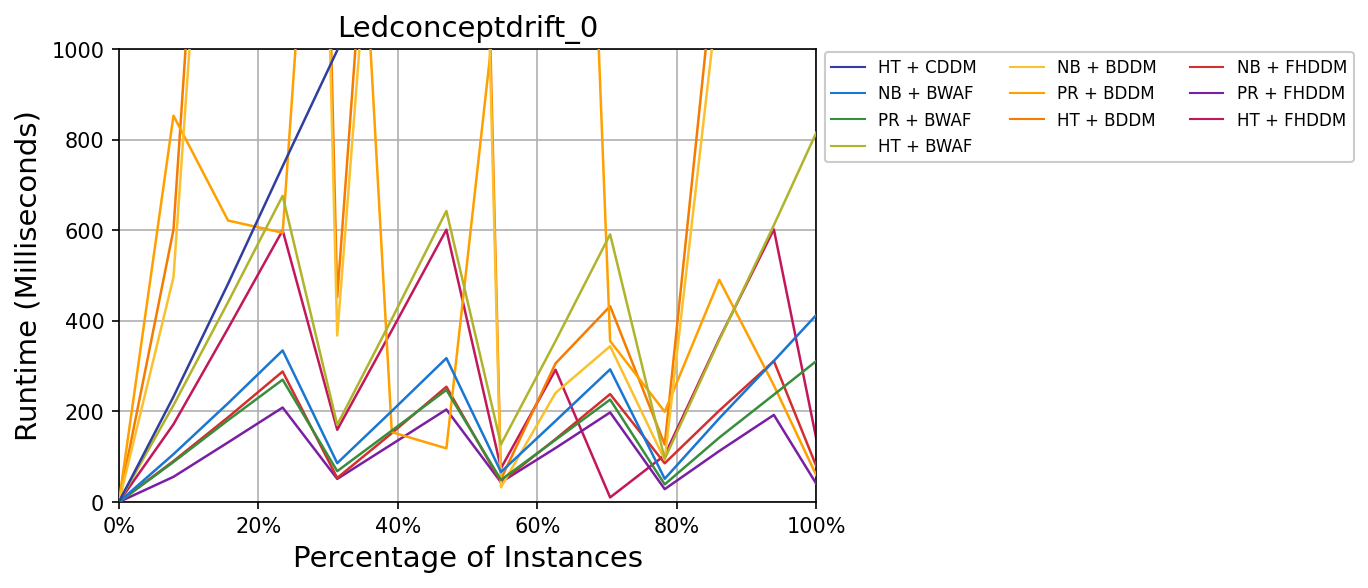 Ledconceptdrift_0
Runtime (Milliseconds)
1000
800
600
400
200
0
0% 20% 40% 60% 80% 100%
Percentage of Instances
HT + CDDM NB + BDDM NB + FHDDM
NB + BWAF PR + BDDM PR + FHDDM
PR + BWAF HT + BDDM HT + FHDDM
HT + BWAF